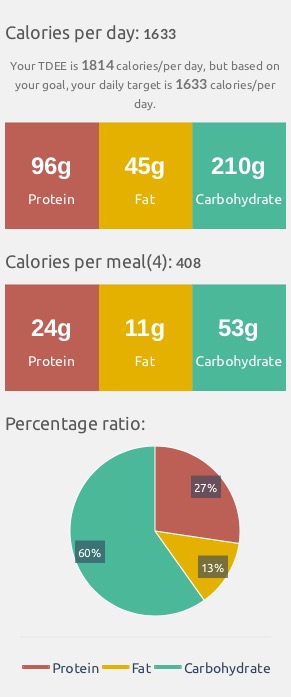 Calories per day: 1633
Your TDEE is 1814 calories/per day, but based on
your goal, your daily target is 1633 calories/per
day.
96g 45g 210g
Protein Fat Carbohydrate
Calories per meal(4): 408
24g 11g 53g
Protein Fat Carbohydrate
Percentage ratio:
27%
60%
13%
Protein Fat Carbohydrate